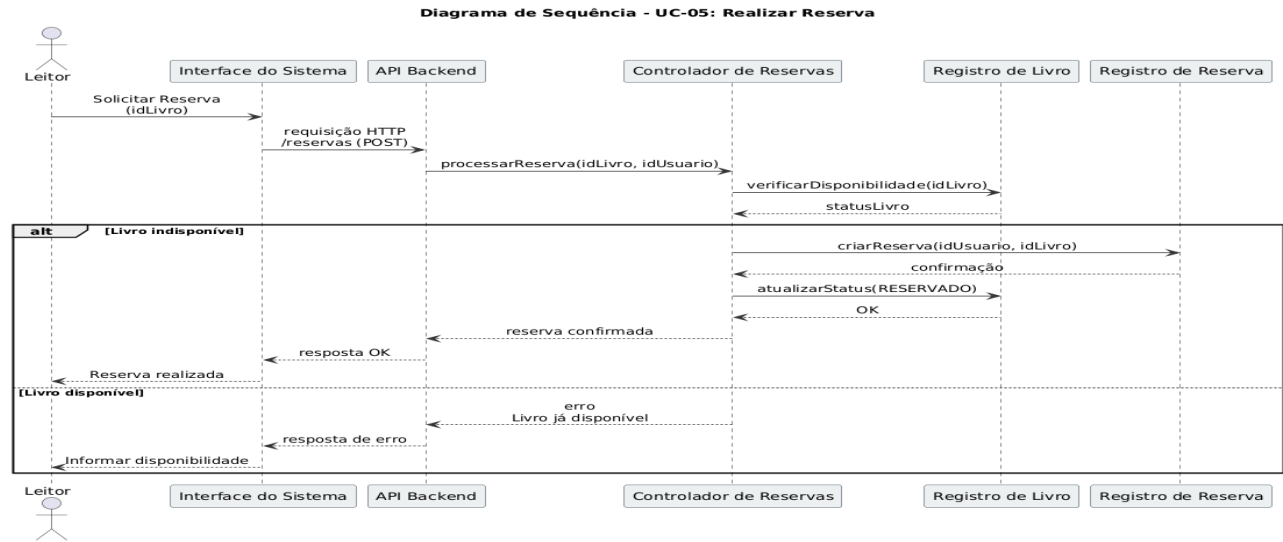 Diagrama de Sequência - UC-05: Realizar Reserva
Leitor
Interface do Sistema
API Backend
Controlador de Reservas
Registro de Livro
Registro de Reserva
Solicitar Reserva
(idLivro)
requisição HTTP
/reservas (POST)
processarReserva(idLivro, idUsuario)
verificarDisponibilidade(idLivro)
statusLivro
alt
[Livro indisponível]
criarReserva(idUsuario, idLivro)
confirmação
atualizarStatus(RESERVADO)
OK
reserva confirmada
resposta OK
Reserva realizada
[Livro disponível]
erro
Livro já disponível
resposta de erro
Informar disponibilidade
Leitor
Interface do Sistema
API Backend
Controlador de Reservas
Registro de Livro
Registro de Reserva